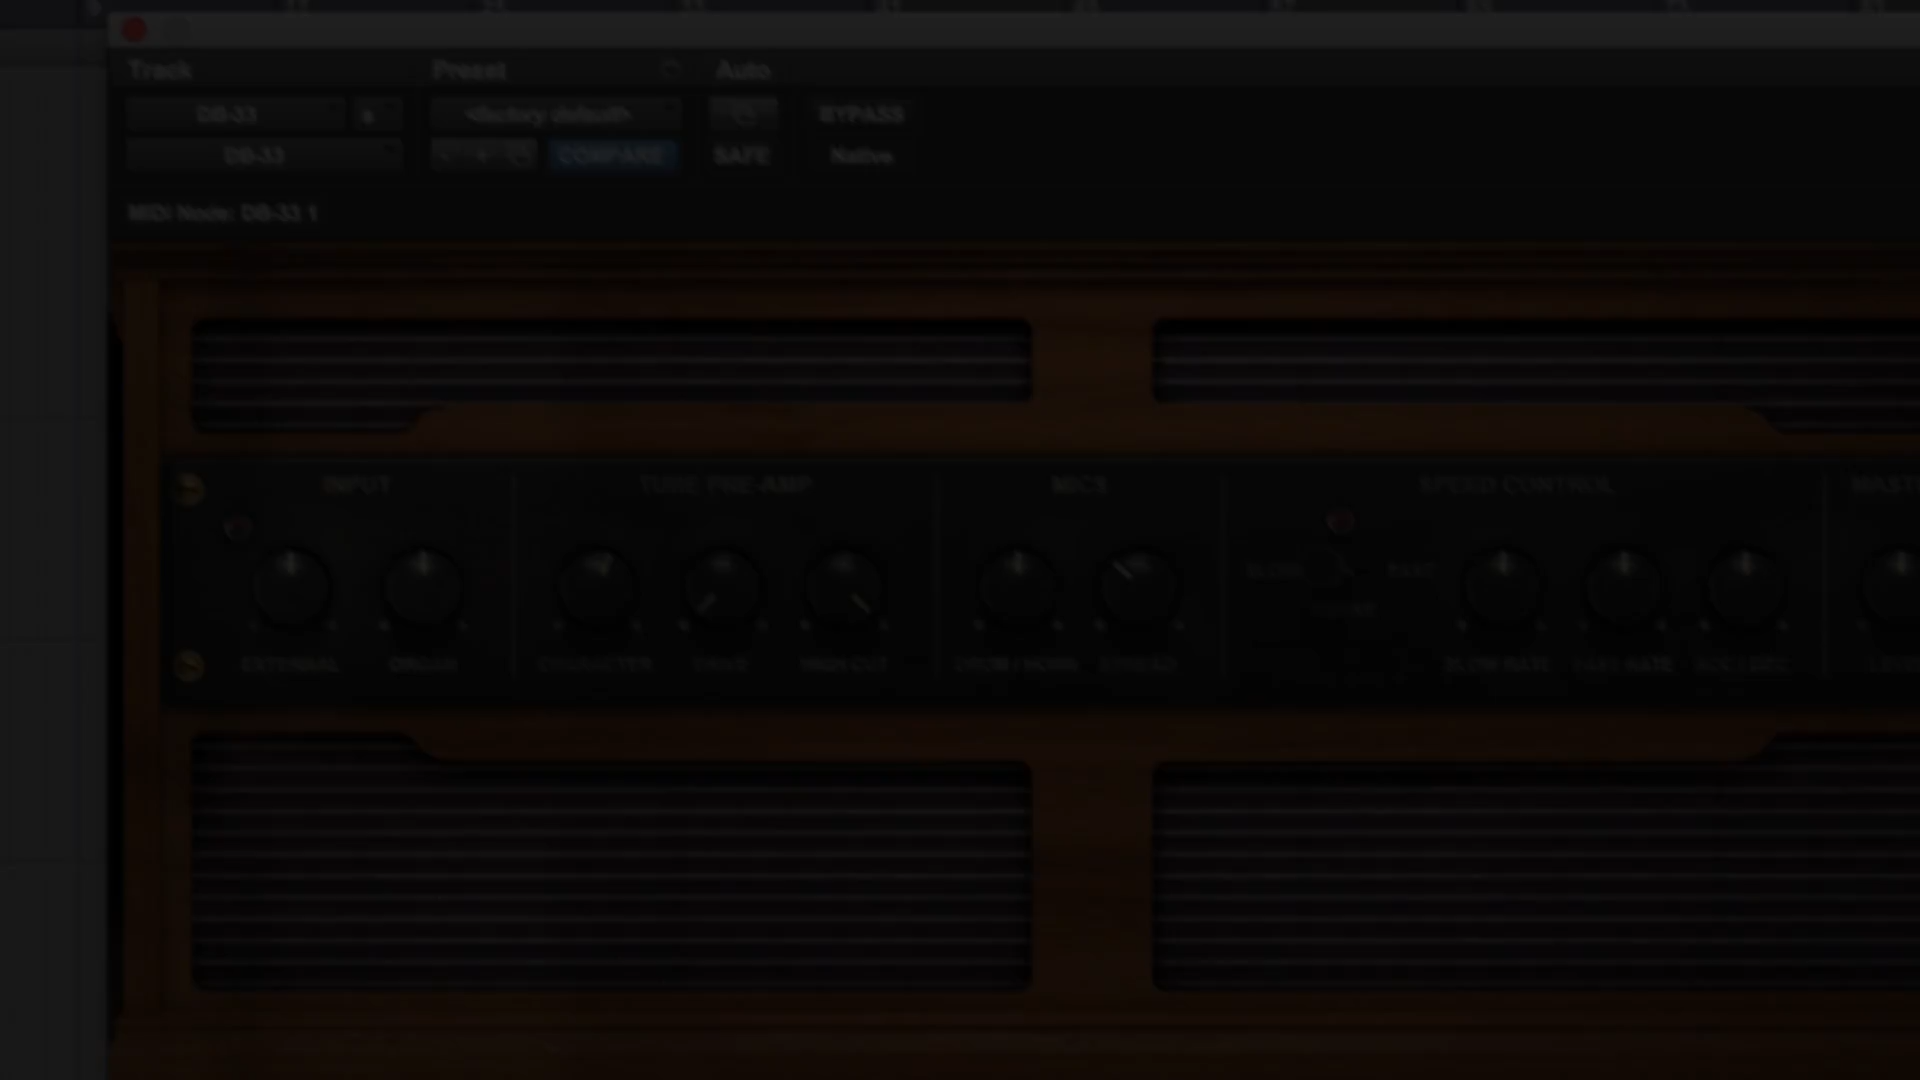 Track Preset Auto
DB-33 a <factory default> BYPASS
DB-33 - + COMPARE SAFE Native
MIDI Node: DB-33 1
INPUT TUBE PRE-AMP MICS SPEED CONTROL
SLOW FAST
EXTERNAL ORGAN CHARACTER DRIVE HIGH CUT DRUM / HORN SPREAD SLOW RATE FAST RATE